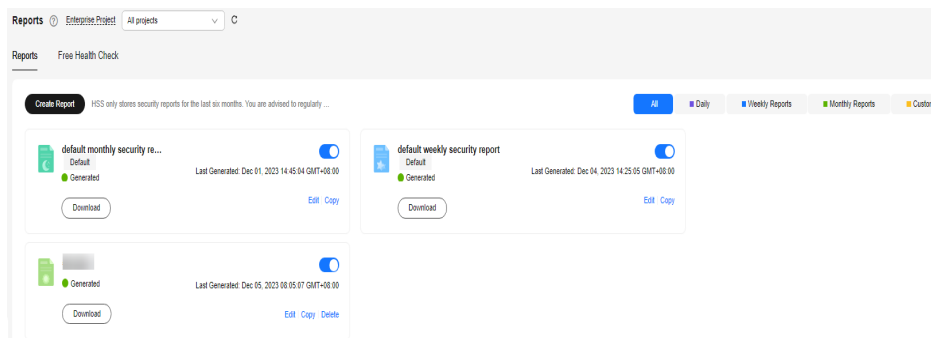 Reports ? Enterprise Project All projects
Reports Free Health Check
Create Report HSS only stores security reports for the last six months. You are advised to regularly ...
All Daily Weekly Reports Monthly Reports Custom
default monthly security re...
Default
Generated
Last Generated: Dec 01, 2023 14:45:04 GMT+08:00
Download
Edit Copy
default weekly security report
Default
Generated
Last Generated: Dec 04, 2023 14:25:05 GMT+08:00
Download
Edit Copy
Generated
Last Generated: Dec 05, 2023 08:05:07 GMT+08:00
Download
Edit Copy Delete